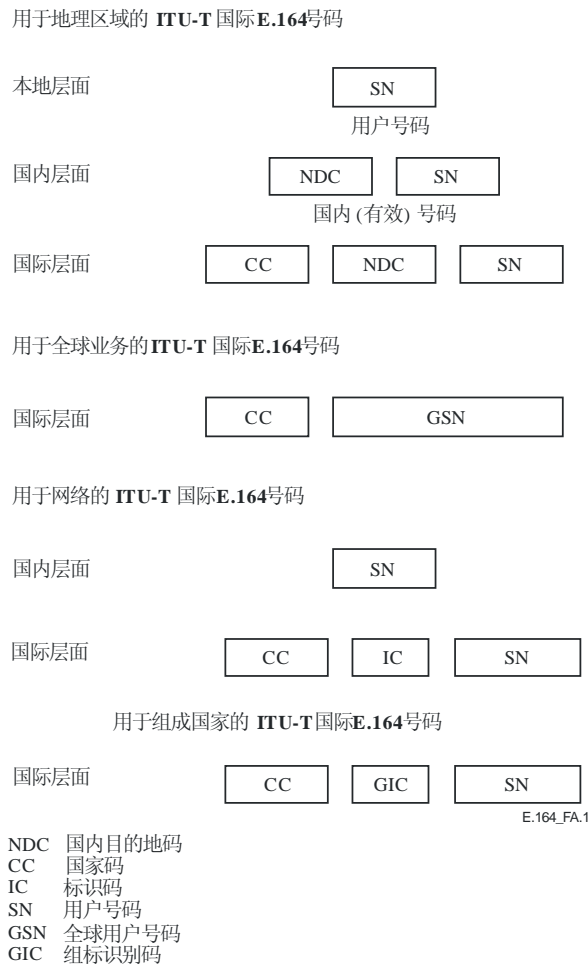 用于地理区域的 ITU-T 国际E.164号码
本地层面 SN
用户号码
国内层面 NDC SN
国内 (有效) 号码
国际层面 CC NDC SN
用于全球业务的ITU-T 国际E.164号码
国际层面 CC GSN
用于网络的 ITU-T 国际E.164号码
国内层面 SN
国际层面 CC IC SN
用于组成国家的 ITU-T国际E.164号码
国际层面 CC GIC SN
E.164_FA.1
NDC 国内目的地码
CC 国家码
IC 标识码
SN 用户号码
GSN 全球用户号码
GIC 组标识别码